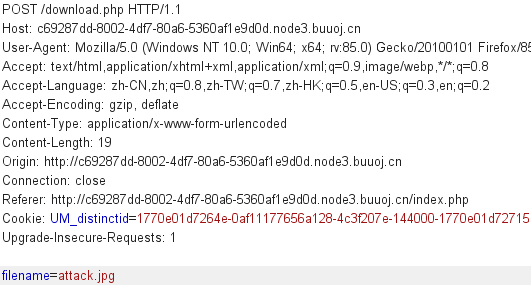 POST /download.php HTTP/1.1
Host: c69287dd-8002-4df7-80a6-5360af1e9d0d.node3.buuoj.cn
User-Agent: Mozilla/5.0 (Windows NT 10.0; Win64; x64; rv:85.0) Gecko/20100101 Firefox/85
Accept: text/html,application/xhtml+xml,application/xml;q=0.9,image/webp,*/*;q=0.8
Accept-Language: zh-CN,zh;q=0.8,zh-TW;q=0.7,zh-HK;q=0.5,en-US;q=0.3,en;q=0.2
Accept-Encoding: gzip, deflate
Content-Type: application/x-www-form-urlencoded
Content-Length: 19
Origin: http://c69287dd-8002-4df7-80a6-5360af1e9d0d.node3.buuoj.cn
Connection: close
Referer: http://c69287dd-8002-4df7-80a6-5360af1e9d0d.node3.buuoj.cn/index.php
Cookie: UM_distinctid=1770e01d7264e-0af11177656a128-4c3f207e-144000-1770e01d72715
Upgrade-Insecure-Requests: 1
filename=attack.jpg